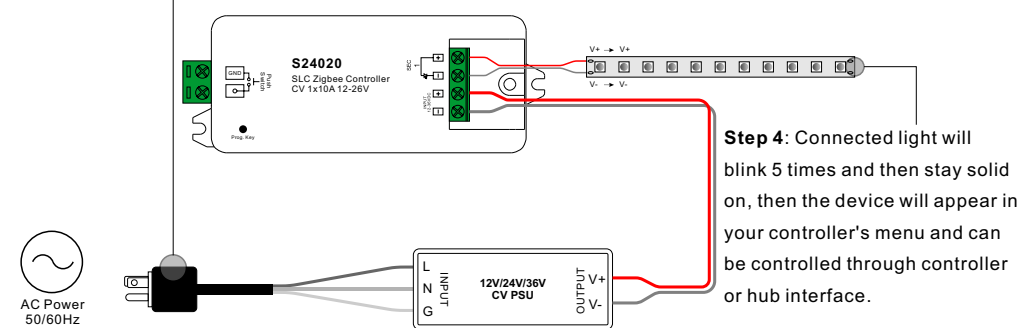 V+ → V+
S24020
SLC Zigbee Controller
CV 1x10A 12-26V
GND
Push
Switch
SEC
1
+
−
+
−
V- → V-
Prog. Key
Step 4: Connected light will
blink 5 times and then stay solid
on, then the device will appear in
your controller's menu and can
be controlled through controller
or hub interface.
AC Power
50/60Hz
L
N
G
INPUT
12V/24V/36V
CV PSU
OUTPUT
V+
V-